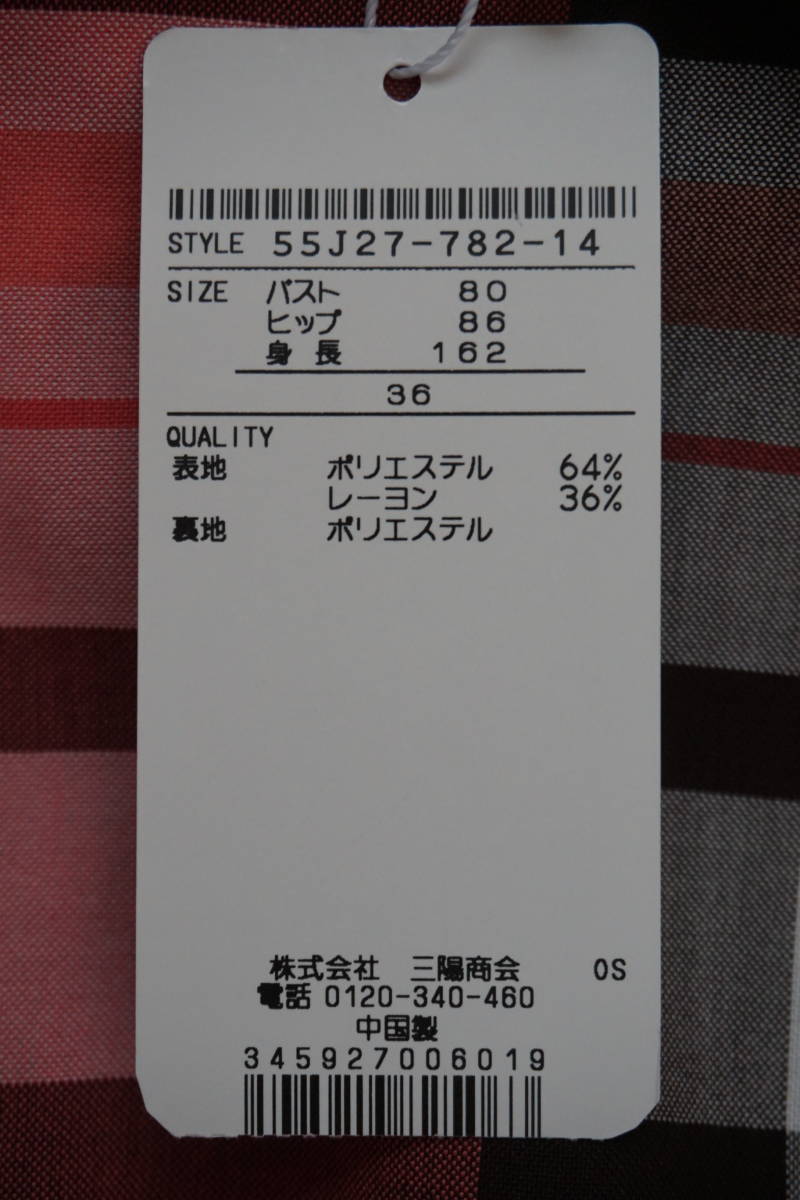 STYLE 55J27-782-14
SIZE バスト 80
ヒップ 86
身長 162
36
QUALITY
表地 ポリエステル 64%
レーヨン 36%
裏地 ポリエステル
株式会社 三陽商会 OS
電話 0120-340-460
中国製
345927006019